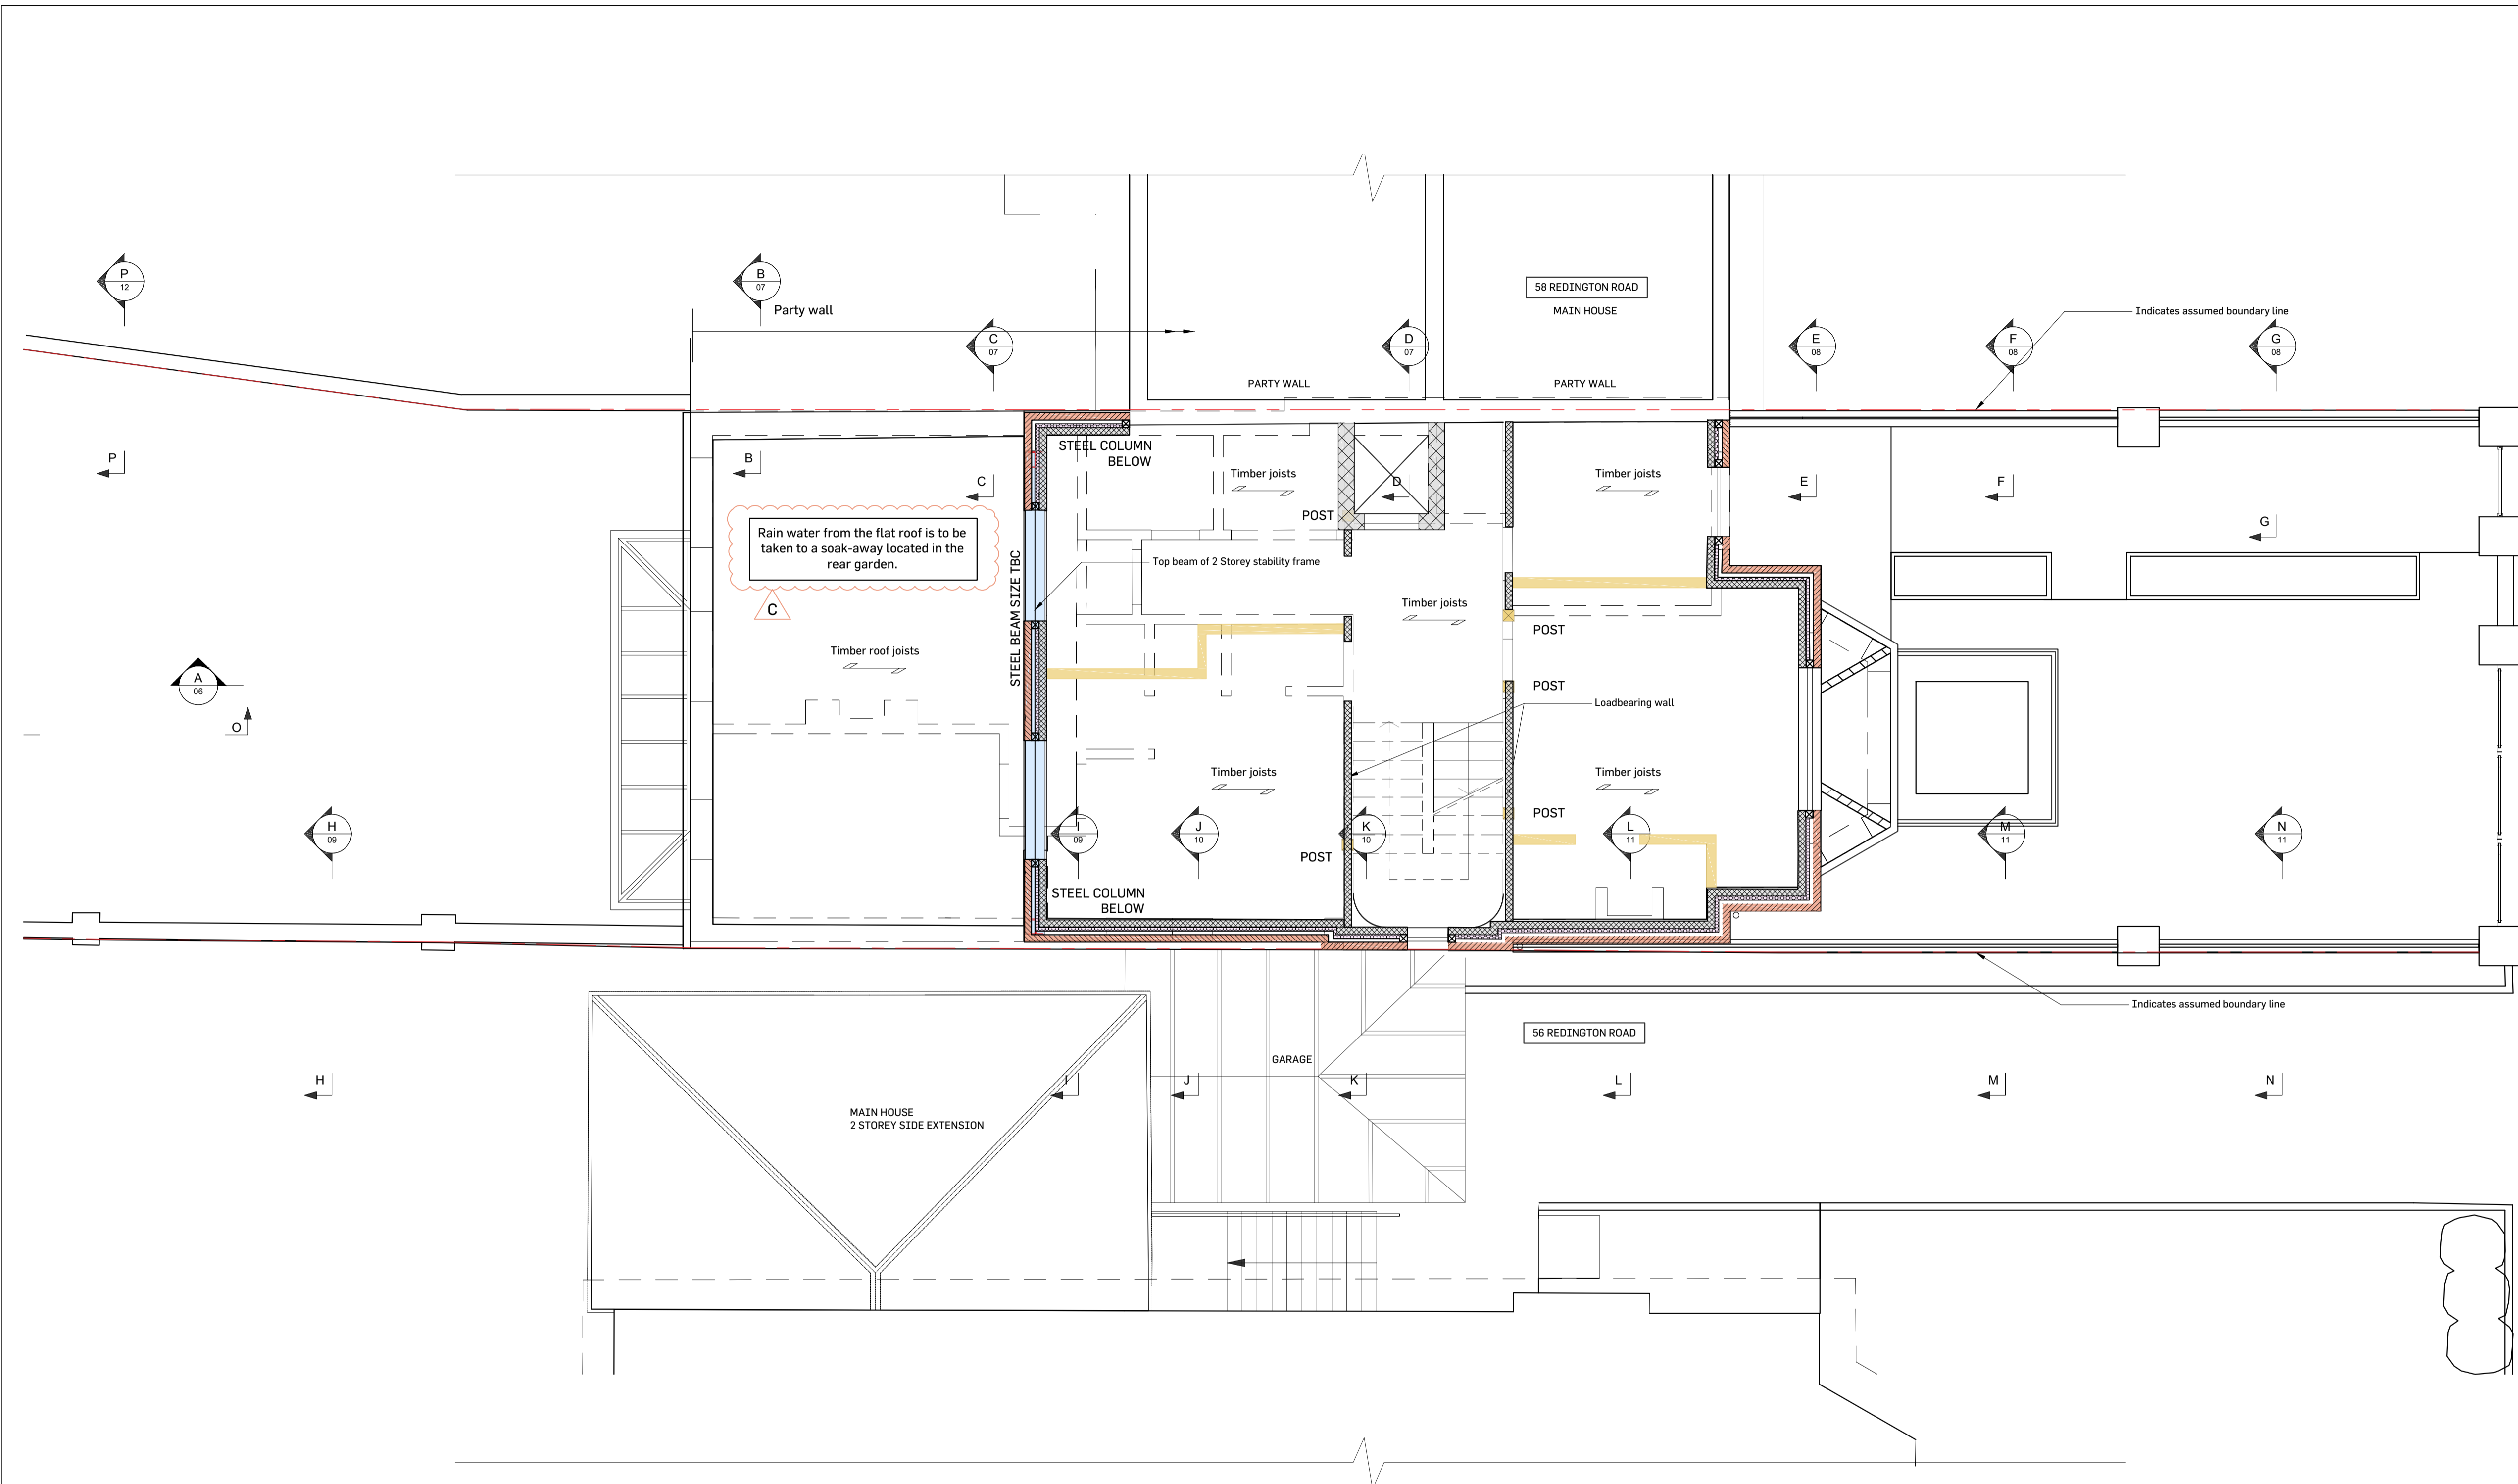 P
12
B
07
Party wall
C
07
D
07
58 REDINGTON ROAD
MAIN HOUSE
E
08
F
08
G
08
Indicates assumed boundary line
PARTY WALL
PARTY WALL
P
B
C
STEEL COLUMN
BELOW
Timber joists
D
Timber joists
E
F
G
POST
Rain water from the flat roof is to be
taken to a soak-away located in the
rear garden.
C
STEEL BEAM SIZE TBC
Top beam of 2 Storey stability frame
Timber joists
POST
Timber roof joists
A
06
O
POST
Loadbearing wall
Timber joists
Timber joists
POST
H
09
I
09
J
10
K
10
L
11
M
11
N
11
POST
STEEL COLUMN
BELOW
Indicates assumed boundary line
56 REDINGTON ROAD
GARAGE
H
I
J
K
L
M
N
MAIN HOUSE
2 STOREY SIDE EXTENSION